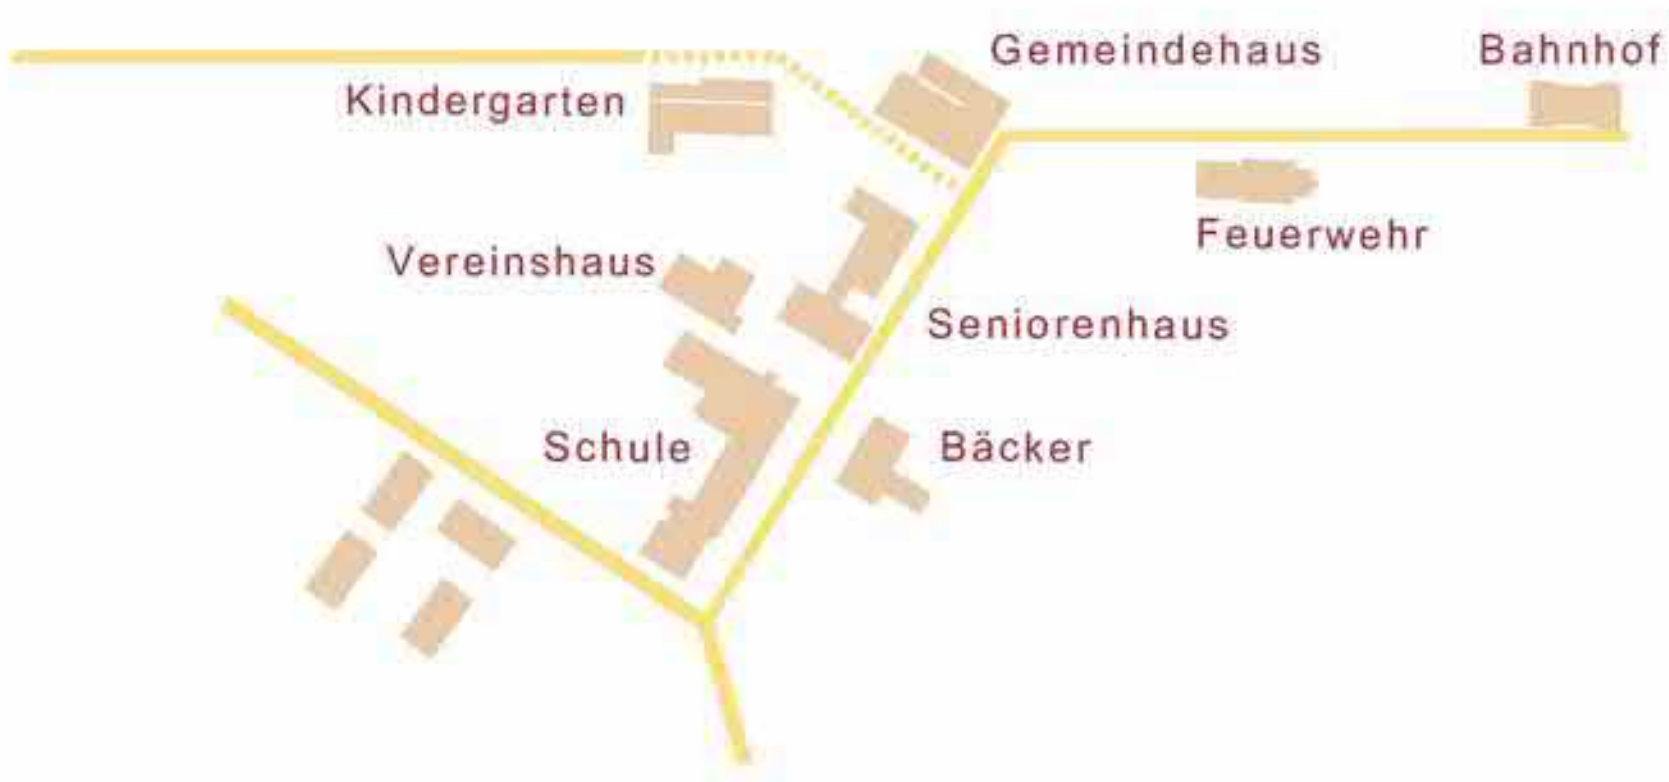 Gemeindehaus
Bahnhof
Kindergarten
Feuerwehr
Vereinshaus
Seniorenhaus
Schule
Bäcker